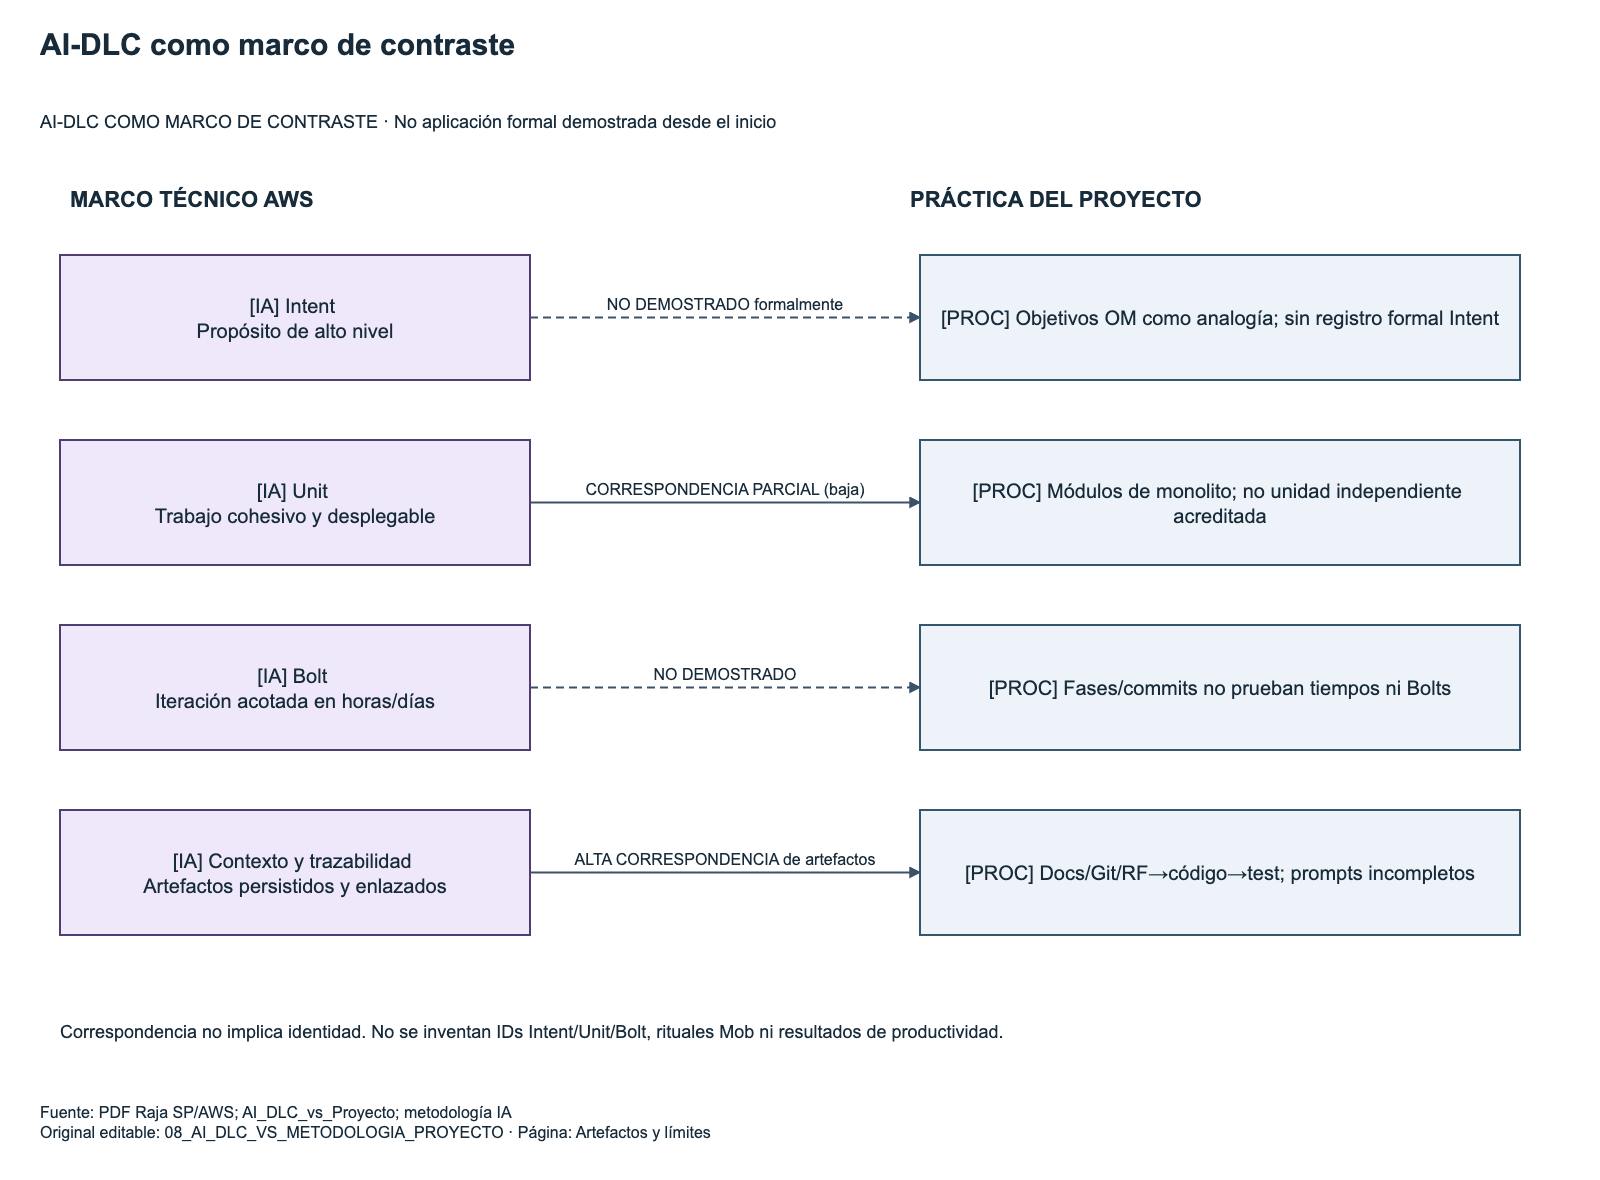 AI-DLC como marco de contraste
AI-DLC COMO MARCO DE CONTRASTE · No aplicación formal demostrada desde el inicio
MARCO TÉCNICO AWS
PRÁCTICA DEL PROYECTO
[IA] Intent
Propósito de alto nivel
NO DEMOSTRADO formalmente
[PROC] Objetivos OM como analogía; sin registro formal Intent
[IA] Unit
Trabajo cohesivo y desplegable
CORRESPONDENCIA PARCIAL (baja)
[PROC] Módulos de monolito; no unidad independiente
acreditada
[IA] Bolt
Iteración acotada en horas/días
NO DEMOSTRADO
[PROC] Fases/commits no prueban tiempos ni Bolts
[IA] Contexto y trazabilidad
Artefactos persistidos y enlazados
ALTA CORRESPONDENCIA de artefactos
[PROC] Docs/Git/RF→código→test; prompts incompletos
Correspondencia no implica identidad. No se inventan IDs Intent/Unit/Bolt, rituales Mob ni resultados de productividad.
Fuente: PDF Raja SP/AWS; AI_DLC_vs_Proyecto; metodología IA
Original editable: 08_AI_DLC_VS_METODOLOGIA_PROYECTO · Página: Artefactos y límites